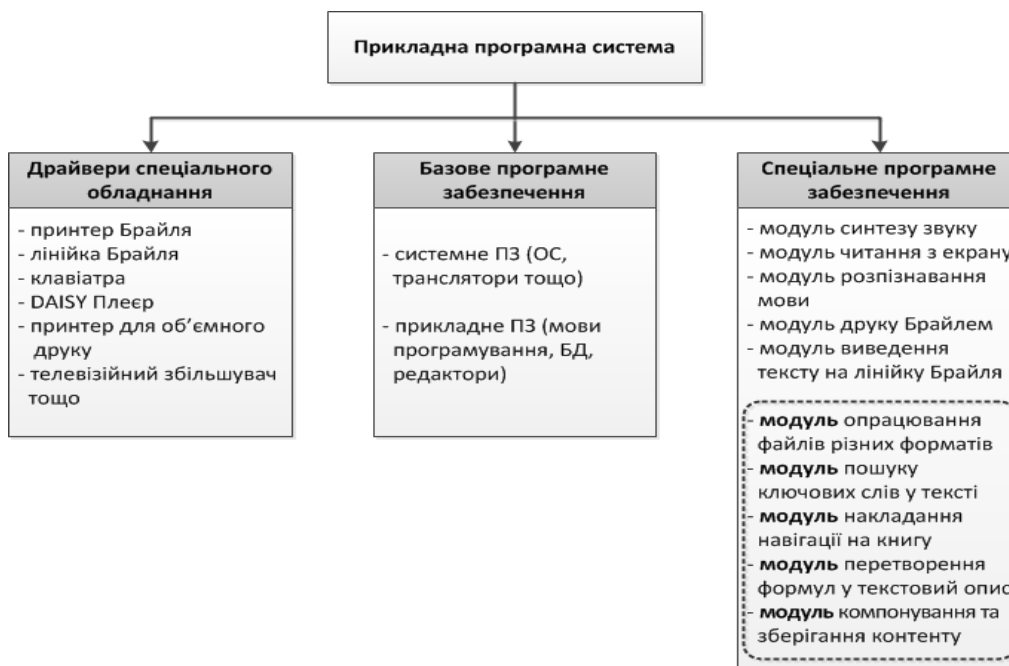 Прикладна програмна система
Драйвери спеціального
обладнання
- принтер Брайля
- лінійка Брайля
- клавіатра
- DAISY Плеєр
- принтер для об’ємного
друку
- телевізійний збільшувач
тощо
Базове програмне
забезпечення
- системне ПЗ (ОС,
транслятори тощо)
- прикладне ПЗ (мови
програмування, БД,
редактори)
Спеціальне програмне
забезпечення
- модуль синтезу звуку
- модуль читання з екрану
- модуль розпізнавання
мови
- модуль друку Брайлем
- модуль виведення
тексту на лінійку Брайля
- модуль опрацювання
файлів різних форматів
- модуль пошуку
ключових слів у тексті
- модуль накладання
навігації на книгу
- модуль перетворення
формул у текстовий опис
- модуль компонування та
зберігання контенту